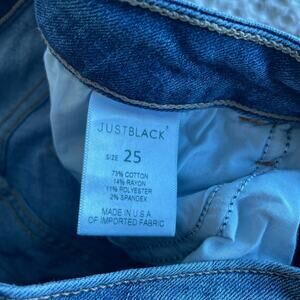 JUSTBLACK
SIZE 25
73% COTTON
14% RAYON
11% POLYESTER
2% SPANDEX
MADE IN U.S.A
OF IMPORTED FABRIC